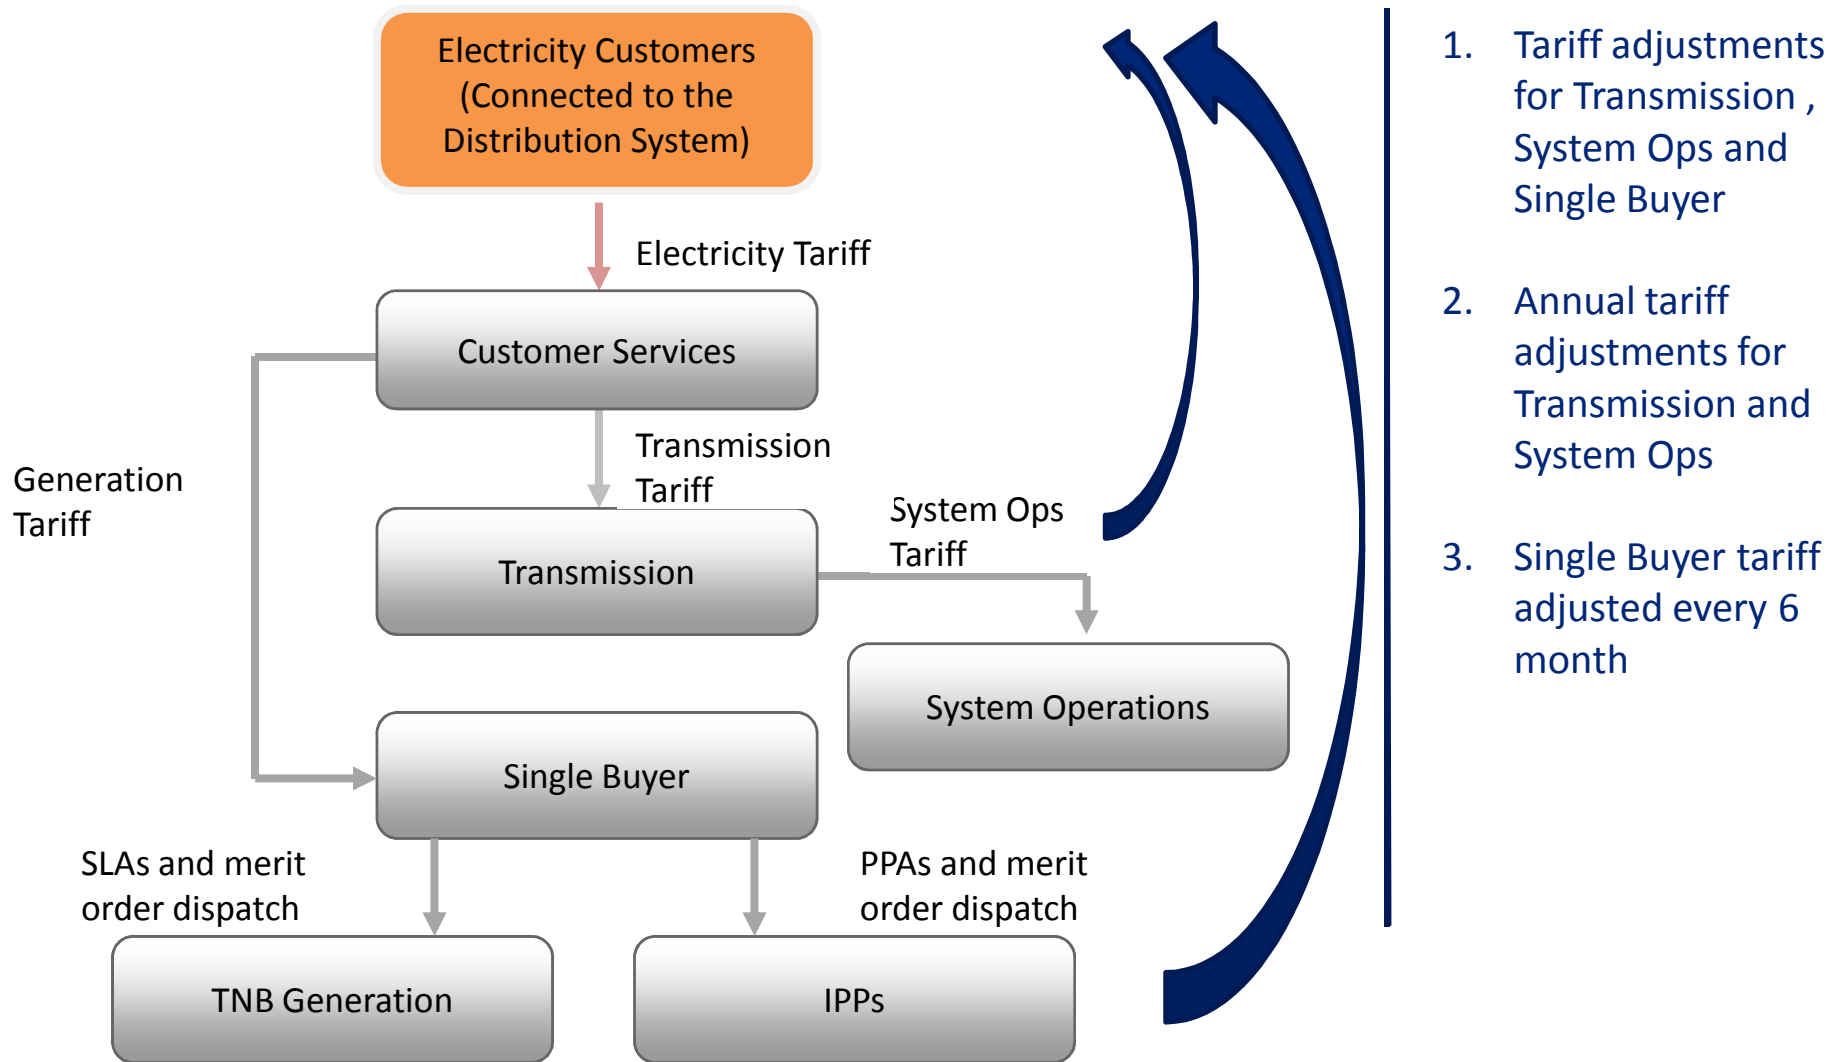 Electricity Customers
(Connected to the
Distribution System)
Electricity Tariff
Customer Services
Transmission
Tariff
Generation
Tariff
System Ops
Tariff
Transmission
System Operations
Single Buyer
SLAs and merit
order dispatch
PPAs and merit
order dispatch
TNB Generation
IPPs
1. Tariff adjustments
for Transmission ,
System Ops and
Single Buyer
2. Annual tariff
adjustments for
Transmission and
System Ops
3. Single Buyer tariff
adjusted every 6
month